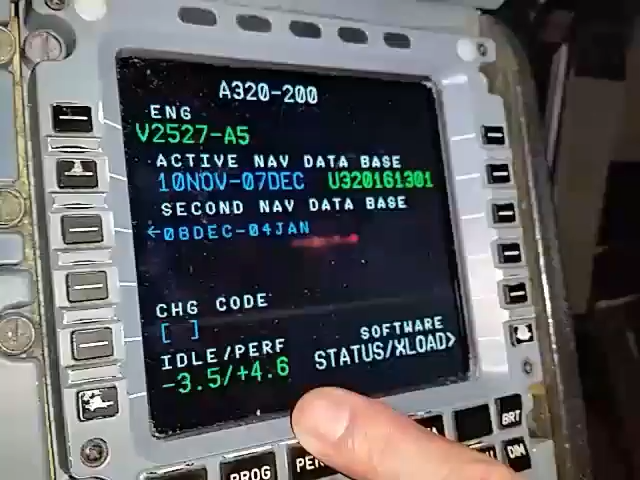 A320-200
ENG
V2527-A5
ACTIVE NAV DATA BASE
10NOV-07DEC U320161301
SECOND NAV DATA BASE
←08DEC-04JAN
CHG CODE
[ ]
IDLE/PERF
SOFTWARE
-3.5/+4.6
STATUS/XLOAD>
BRT
DIM
PROG